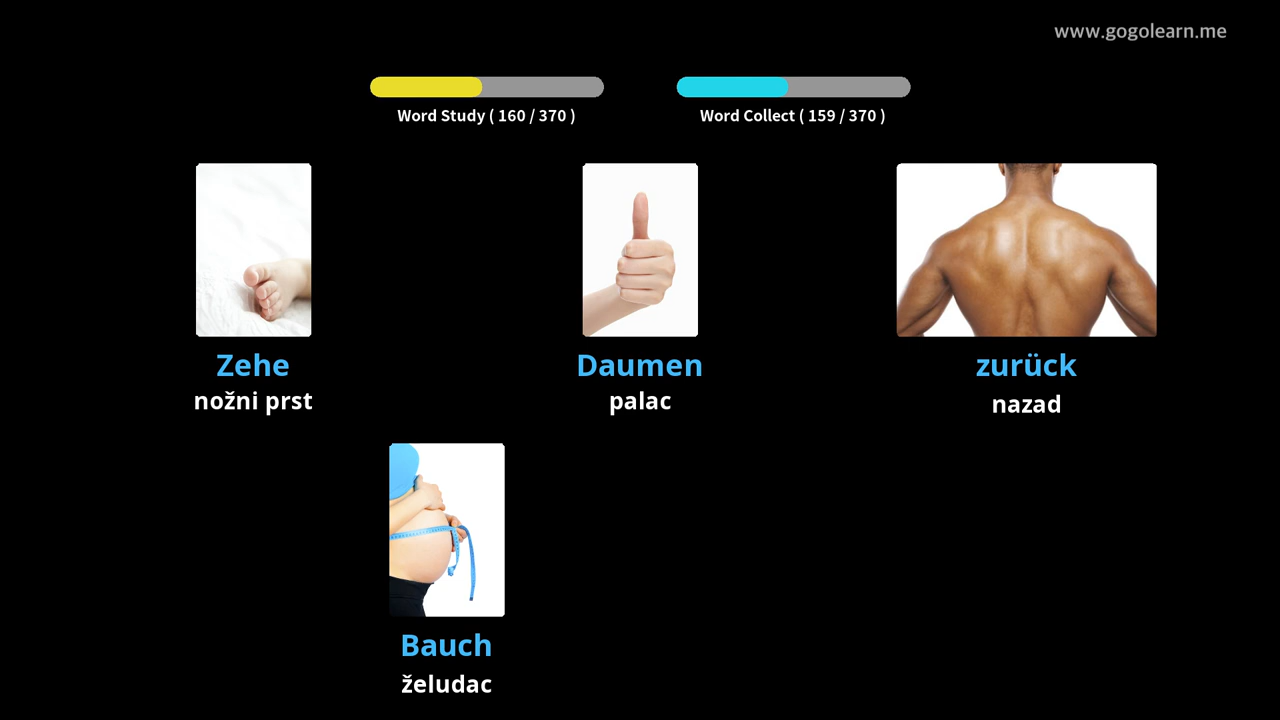 www.gogolearn.me
Word Study ( 160 / 370 )
Word Collect ( 159 / 370 )
Zehe
nožni prst
Daumen
palac
zurück
nazad
Bauch
želudac